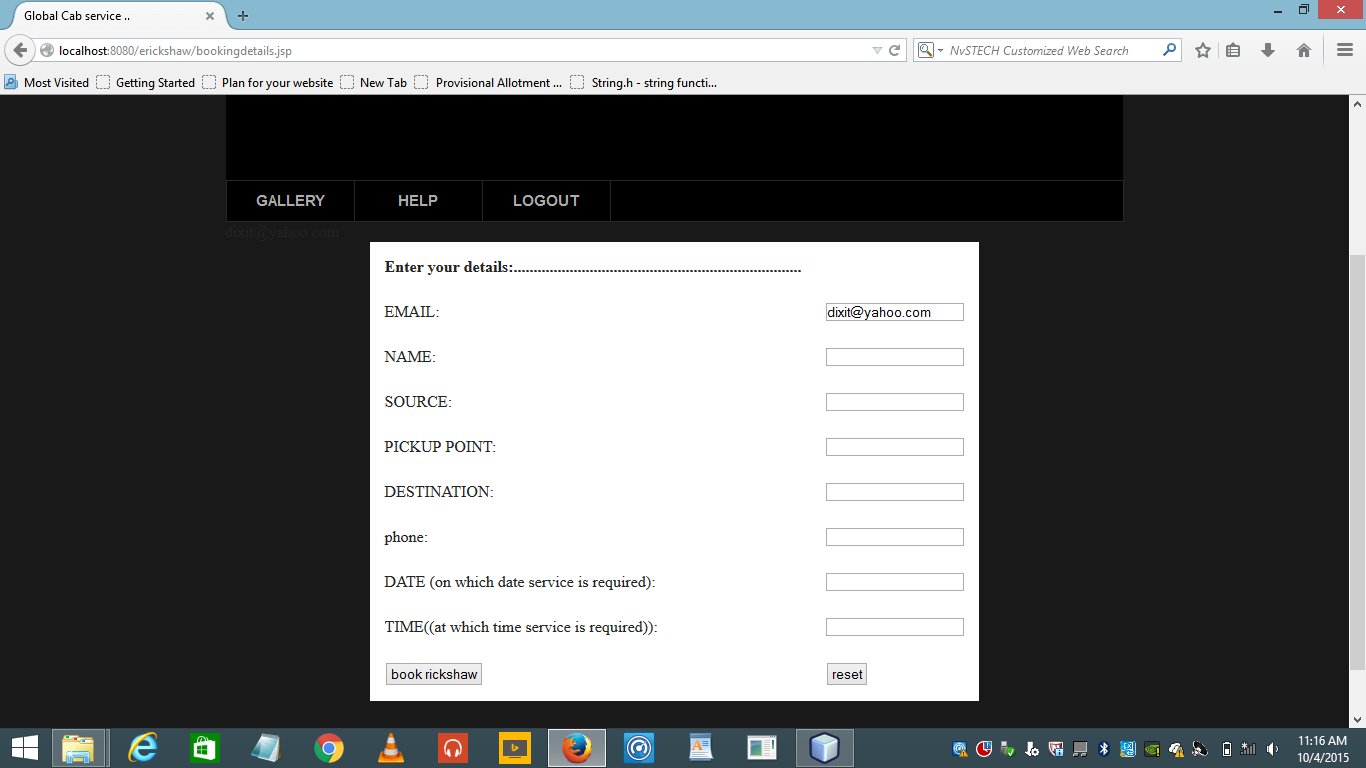 Global Cab service ..
localhost:8080/erickshaw/bookingdetails.jsp
NvSTECH Customized Web Search
Most Visited Getting Started Plan for your website New Tab Provisional Allotment ... String.h - string functi...
GALLERY HELP LOGOUT
dixit@yahoo.com
Enter your details:........................................................................
EMAIL: dixit@yahoo.com
NAME:
SOURCE:
PICKUP POINT:
DESTINATION:
phone:
DATE (on which date service is required):
TIME((at which time service is required)):
book rickshaw reset
11:16 AM
10/4/2015